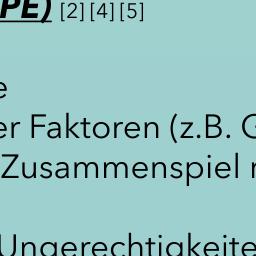 PE) [2] [4] [5]
e
er Faktoren (z.B. G
Zusammenspiel
Ungerechtigkeite